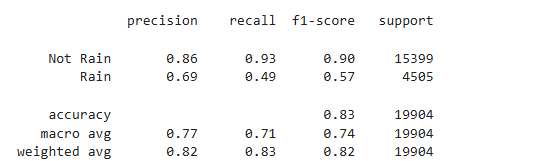 precision recall f1-score support
Not Rain 0.86 0.93 0.90 15399
Rain 0.69 0.49 0.57 4505
accuracy 0.83 19904
macro avg 0.77 0.71 0.74 19904
weighted avg 0.82 0.83 0.82 19904